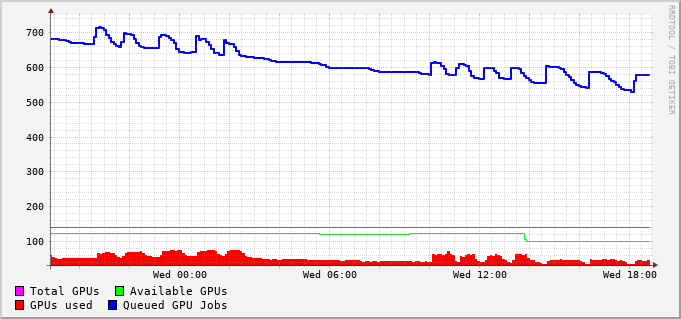 RRDTOOL / TOBI OETIKER
700
600
500
400
300
200
100
Wed 00:00 Wed 06:00 Wed 12:00 Wed 18:00
Total GPUs Available GPUs
GPUs used Queued GPU Jobs